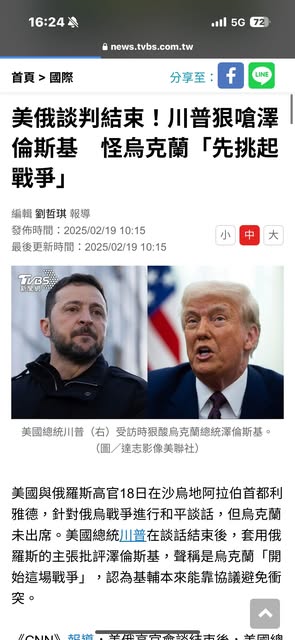 16:24
5G 72
news.tvbs.com.tw
首頁 > 國際
分享至：
f
LINE
美俄談判結束！川普狠嗆澤
倫斯基　怪烏克蘭「先挑起
戰爭」
編輯 劉哲琪 報導
發佈時間：2025/02/19 10:15
最後更新時間：2025/02/19 10:15
小 中 大
TVBS
新聞網
美國總統川普（右）受訪時狠酸烏克蘭總統澤倫斯基。
（圖／達志影像美聯社）
美國與俄羅斯高官18日在沙烏地阿拉伯首都利
雅德，針對俄烏戰爭進行和平談話，但烏克蘭
未出席。美國總統川普在談話結束後，套用俄
羅斯的主張批評澤倫斯基，聲稱是烏克蘭「開
始這場戰爭」，認為基輔本來能靠協議避免衝
突。
《CNN》報導，美俄高官會談結束後，美國總